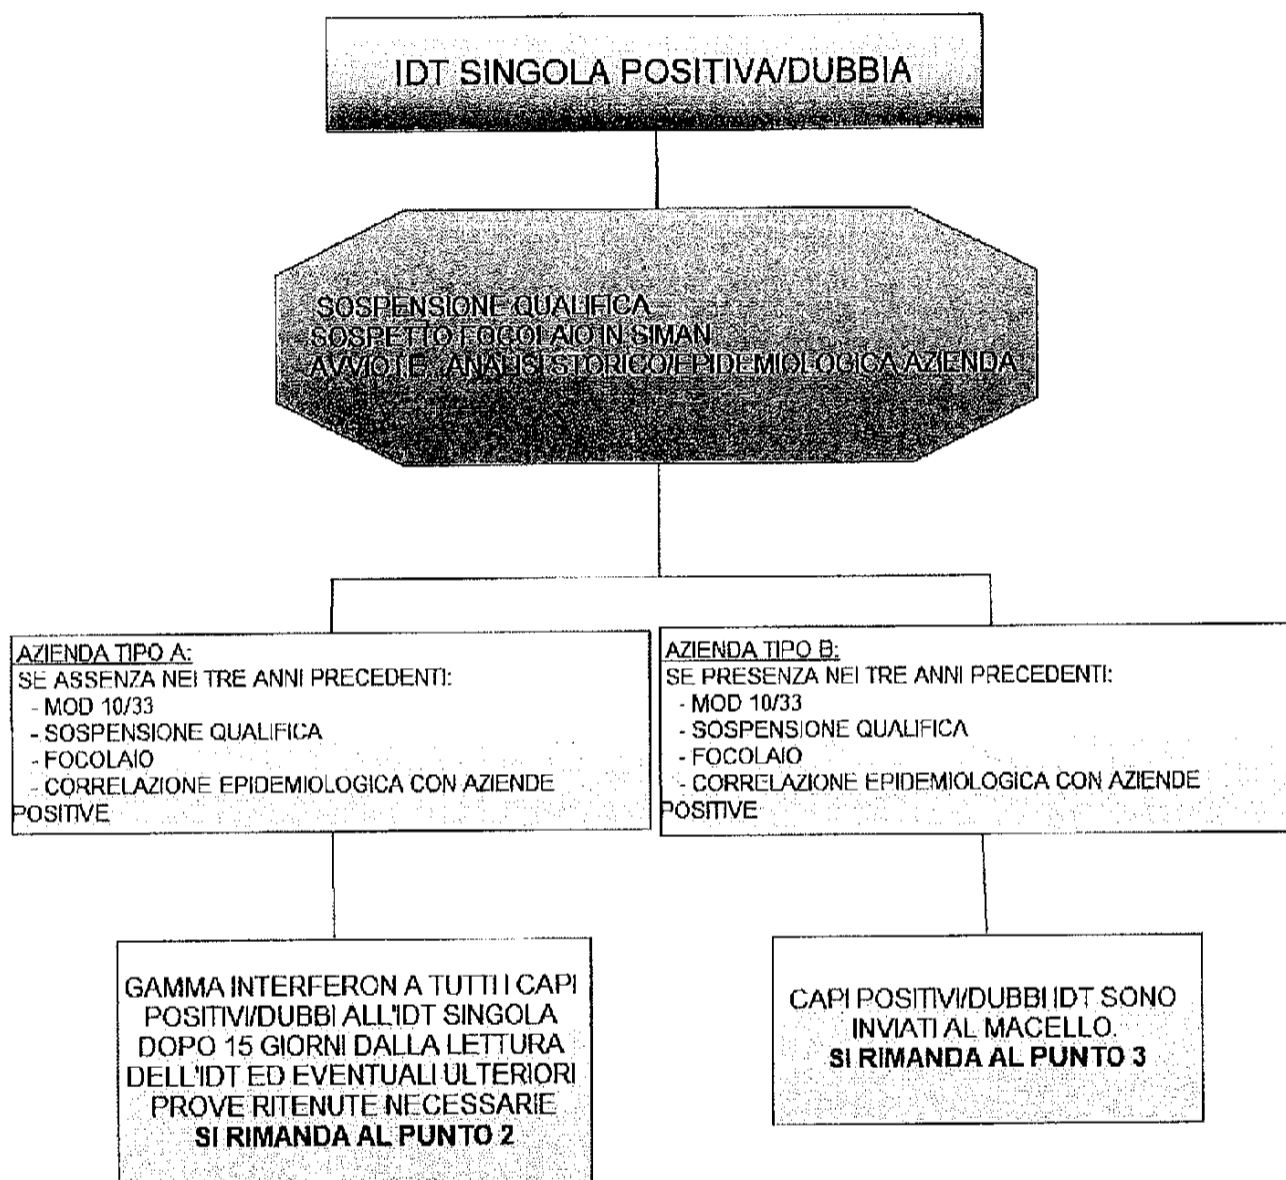 IDT SINGOLA POSITIVA/DUBBIA
SOSPENSIONE QUALIFICA
-SOSPETTO FOCOLAIO IN SIMAN
ANALISI STORICO/EPIDEMIOLOGICA AZIENDA
AZIENDA TIPO A:
SE ASSENZA NEI TRE ANNI PRECEDENTI:
- MOD 10/33
- SOSPENSIONE QUALIFICA
- FOCOLAIO
- CORRELAZIONE EPIDEMIOLOGICA CON AZIENDE
POSITIVE
AZIENDA TIPO B:
SE PRESENZA NEI TRE ANNI PRECEDENTI:
- MOD 10/33
- SOSPENSIONE QUALIFICA
- FOCOLAIO
- CORRELAZIONE EPIDEMIOLOGICA CON AZIENDE
POSITIVE
GAMMA INTERFERON A TUTTI I CAPI
POSITIVI/DUBBI ALL'IDT SINGOLA
DOPO 15 GIORNI DALLA LETTURA
DELL'IDT ED EVENTUALI ULTERIORI
PROVE RITENUTE NECESSARIE
SI RIMANDA AL PUNTO 2
CAPI POSITIVI/DUBBI IDT SONO
INVIATI AL MACELLO.
SI RIMANDA AL PUNTO 3